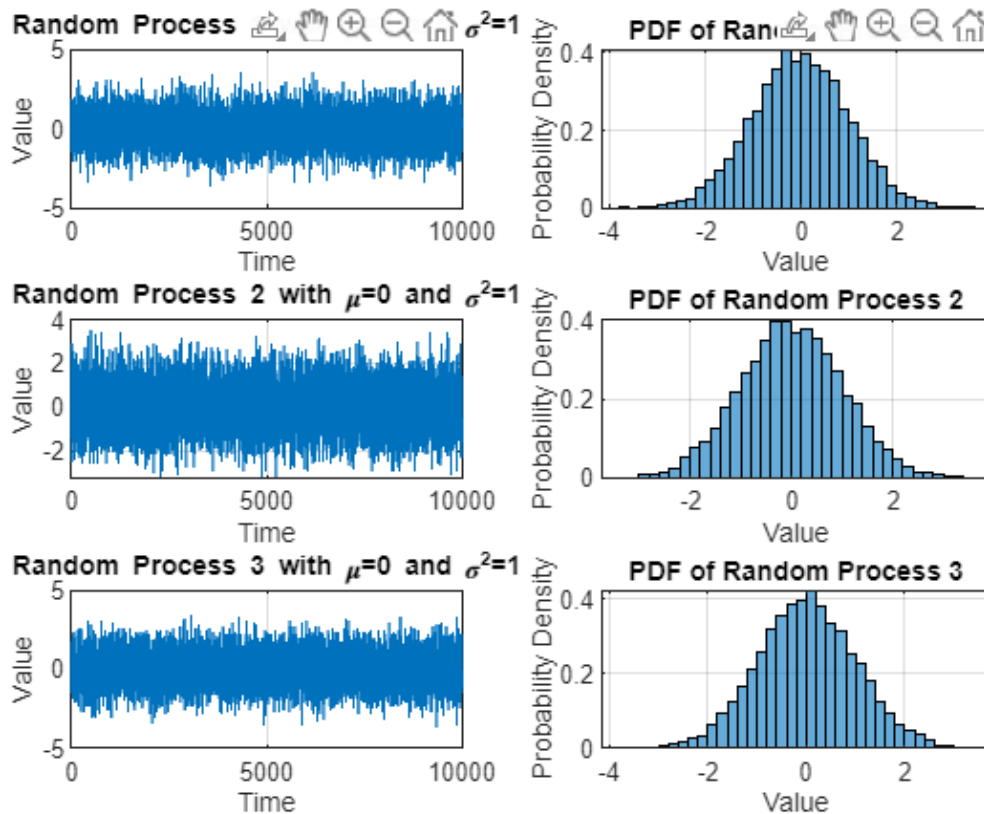 Random Process σ²=1
5
0
-5
Value
0 5000 10000
Time
PDF of
0.4
0.2
0
Probability Density
-4 -2 0 2
Value
Random Process 2 with μ=0 and σ²=1
4
2
0
-2
Value
0 5000 10000
Time
PDF of Random Process 2
0.4
0.2
0
Probability Density
-2 0 2
Value
Random Process 3 with μ=0 and σ²=1
5
0
-5
Value
0 5000 10000
Time
PDF of Random Process 3
0.4
0.2
0
Probability Density
-4 -2 0 2
Value